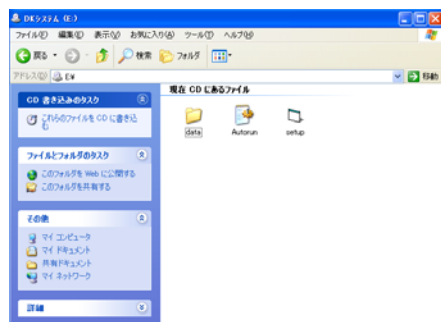 DKシステム (E:)
ファイル(F) 編集(E) 表示(V) お気に入り(A) ツール(T) ヘルプ(H)
戻る 検索 フォルダ
アドレス(D) E:¥ 移動
CD 書き込みのタスク
これらのファイルを CD に書き込
む
ファイルとフォルダのタスク
このフォルダを Web に公開する
このフォルダを共有する
その他
マイ コンピュータ
マイ ドキュメント
共有ドキュメント
マイ ネットワーク
詳細
現在 CD にあるファイル
data Autorun setup